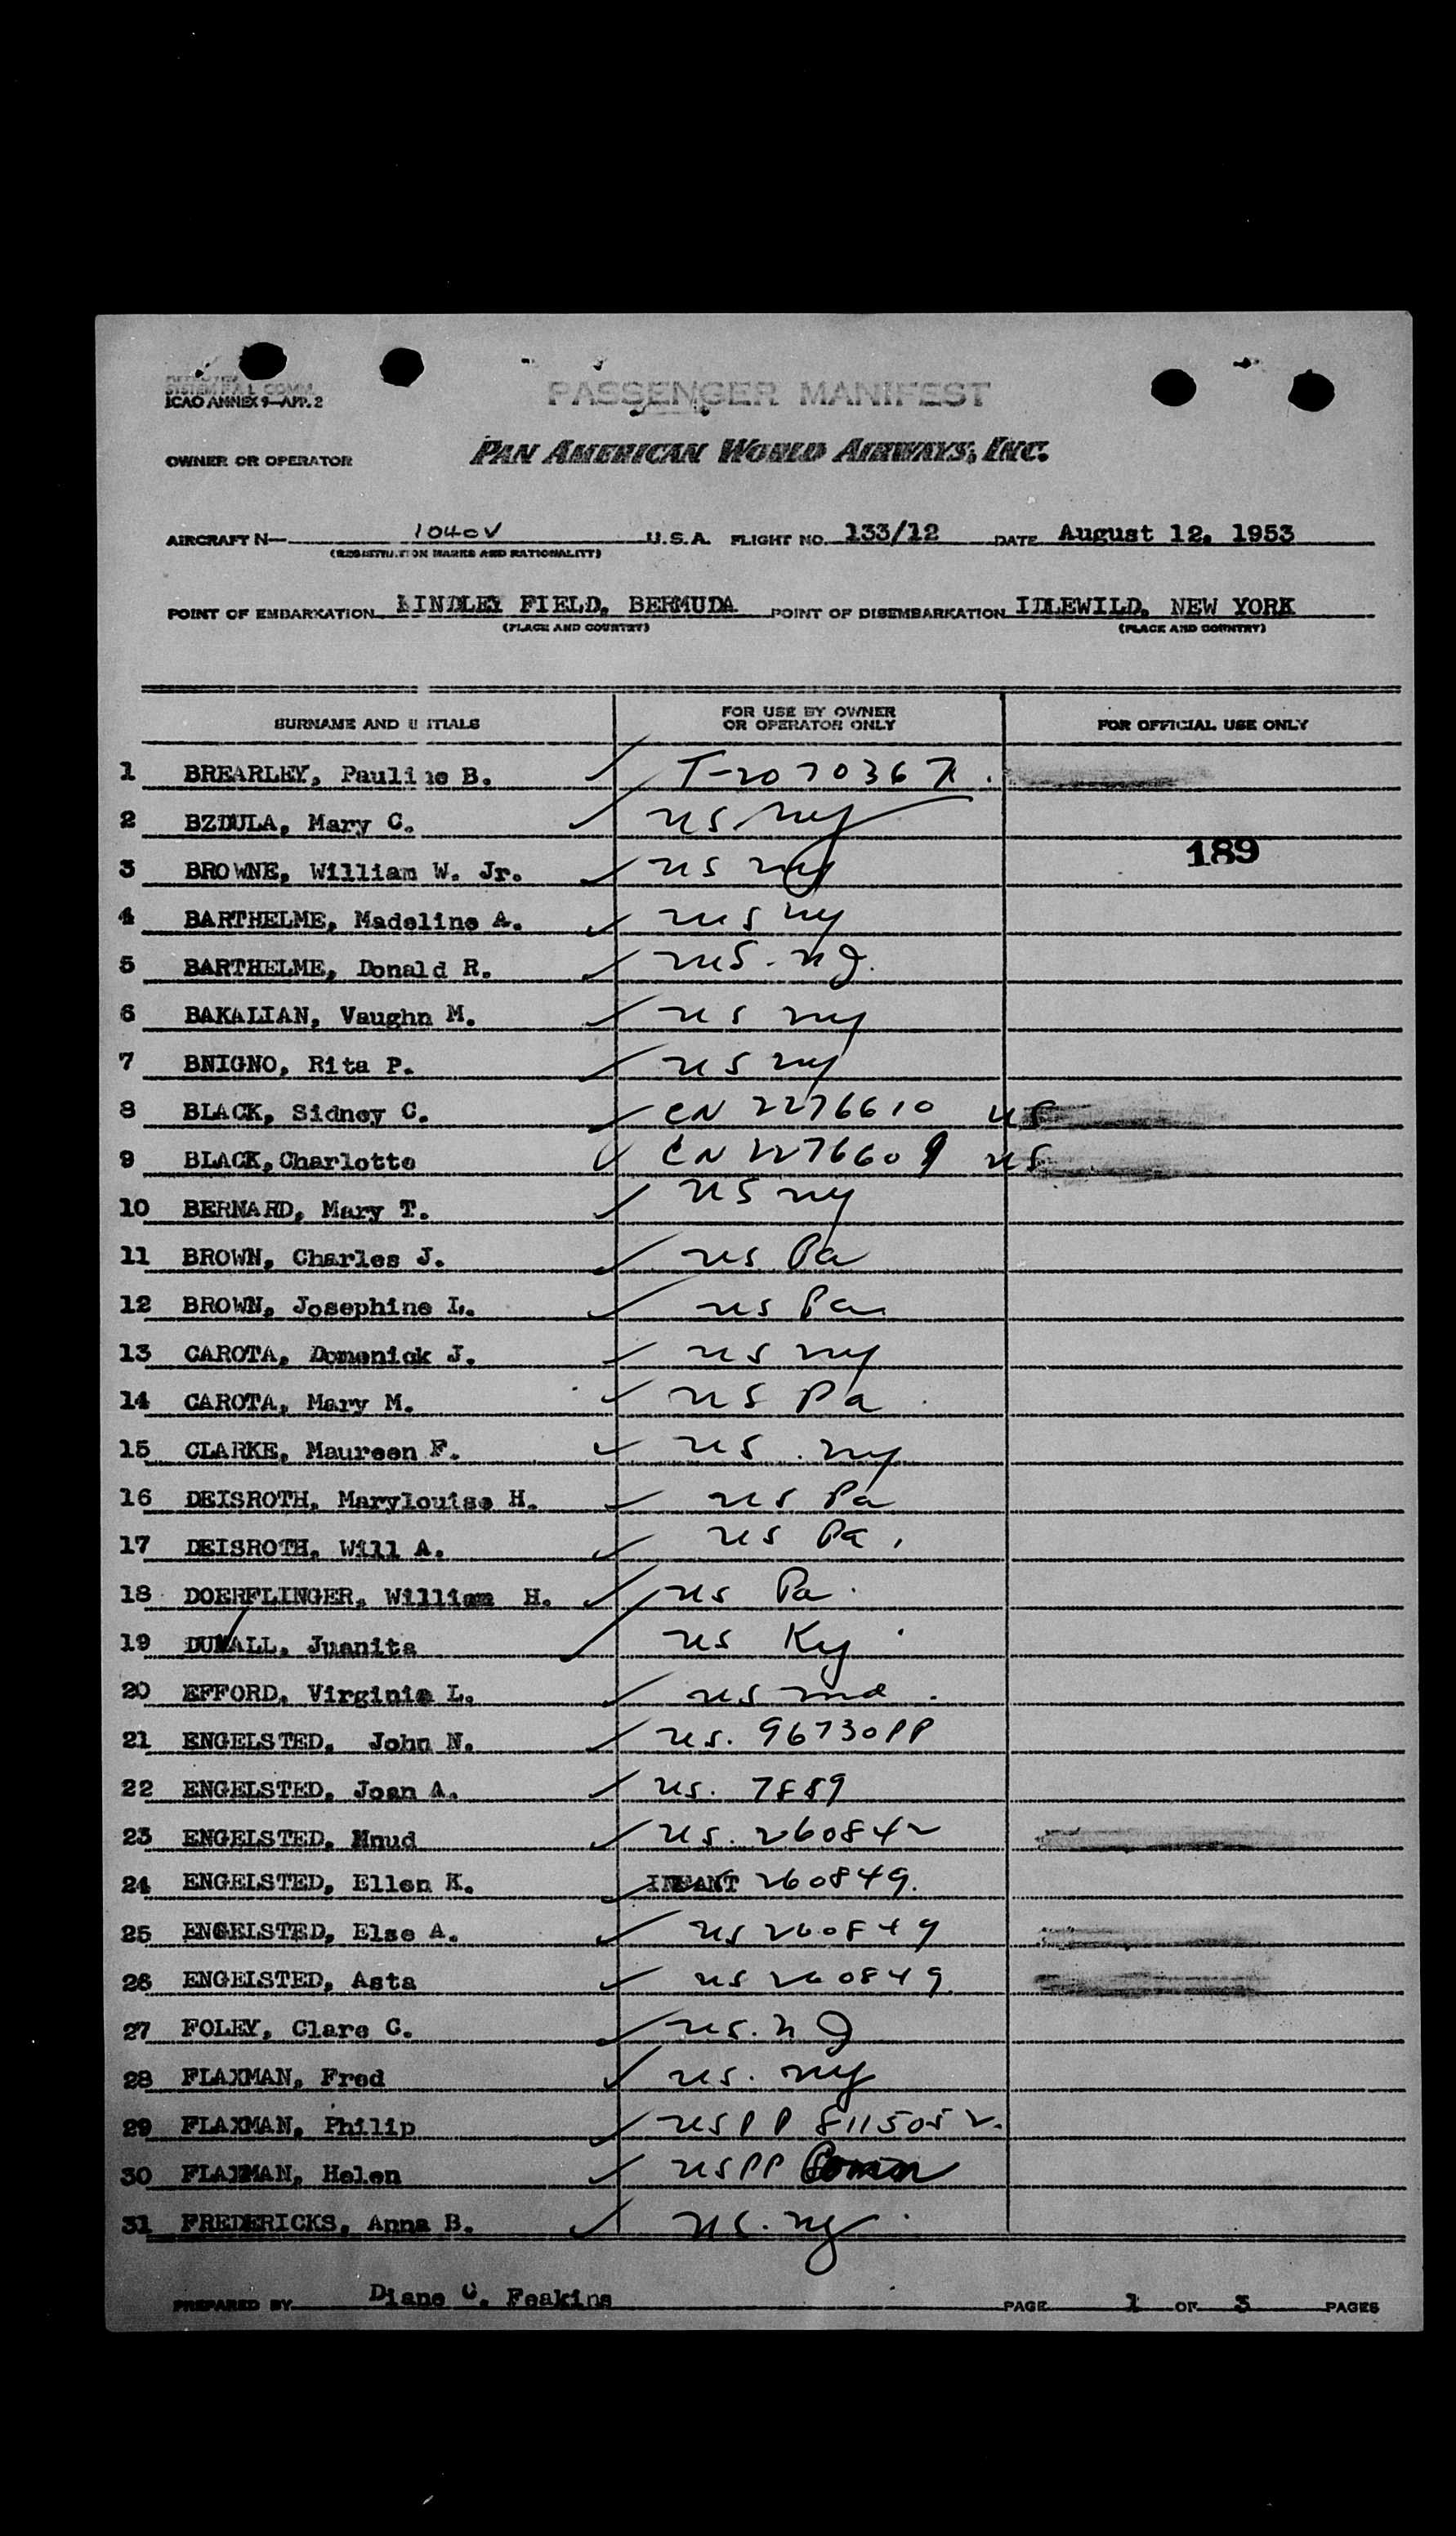 SYSTEM F.A.L. COMM.
ICAO ANNEX 9—APP. 2
PASSENGER MANIFEST
OWNER OR OPERATOR PAN AMERICAN WORLD AIRWAYS, INC.
AIRCRAFT N— 1040V U.S.A. FLIGHT NO. 133/12 DATE August 12, 1953
(REGISTRATION MARKS AND NATIONALITY)
POINT OF EMBARKATION KINDLEY FIELD, BERMUDA POINT OF DISEMBARKATION IDLEWILD, NEW YORK
(PLACE AND COUNTRY) (PLACE AND COUNTRY)
SURNAME AND INITIALS FOR USE BY OWNER OR OPERATOR ONLY FOR OFFICIAL USE ONLY
1 BREARLEY, Pauline B. T-2070367
2 BZDULA, Mary C. US NY
189
3 BROWNE, William W. Jr. US NY
4 BARTHELME, Madeline A. US NY
5 BARTHELME, Donald R. US. NJ.
6 BAKALIAN, Vaughn M. US NY
7 BNIGNO, Rita P. US NY
8 BLACK, Sidney C. CN 2276610 US
9 BLACK, Charlotte CN 2276609 US
10 BERNARD, Mary T. US NY
11 BROWN, Charles J. US Pa
12 BROWN, Josephine L. US Pa
13 CAROTA, Domenick J. US NY
14 CAROTA, Mary M. US Pa
15 CLARKE, Maureen F. US. NY
16 DEISROTH, Marylouise H. US Pa
17 DEISROTH, Will A. US Pa.
18 DOERFLINGER, William H. US Pa.
19 DUVALL, Juanita US Ky
20 EFFORD, Virginia L. US Md.
21 ENGELSTED, John N. US. 96730PP
22 ENGELSTED, Joan A. US. 7889
23 ENGELSTED, Knud US. 260842
24 ENGELSTED, Ellen K. INFANT 260849.
25 ENGELSTED, Else A. US 260849
26 ENGELSTED, Asta US 260849.
27 FOLEY, Clare C. US. NJ
28 FLAXMAN, Fred US. NY
29 FLAXMAN, Philip US PP 811505 2.
30 FLAXMAN, Helen US PP
31 FREDERICKS, Anna B. US. NY.
PREPARED BY Diane C. Feakins PAGE 1 OF 3 PAGES